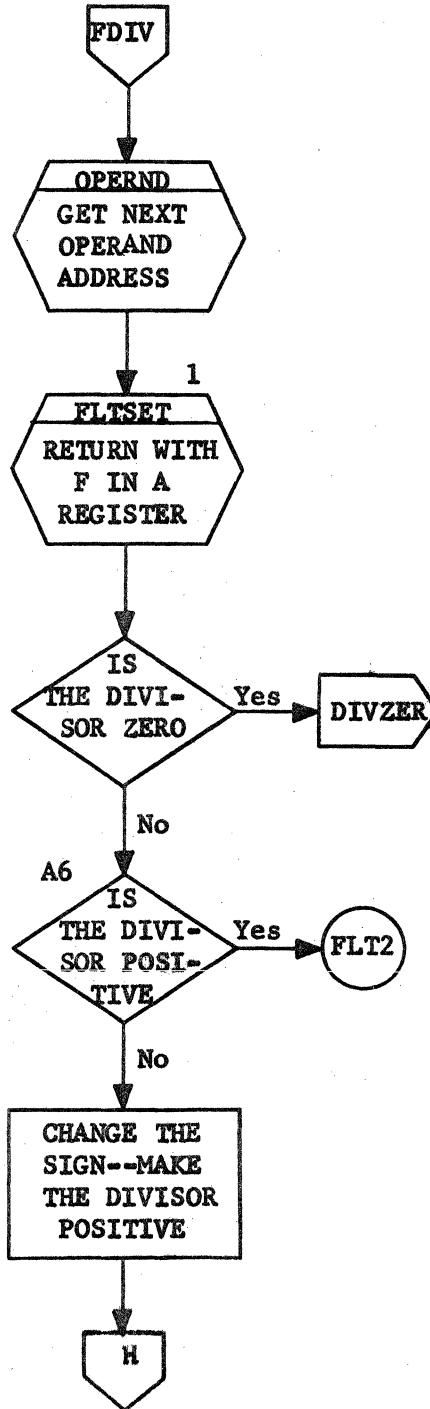 FDIV
OPERND
GET NEXT
OPERAND
ADDRESS
1
FLTSET
RETURN WITH
F IN A
REGISTER
IS
THE DIVI-
SOR ZERO
Yes
DIVZER
No
A6
IS
THE DIVI-
SOR POSI-
TIVE
Yes
FLT2
No
CHANGE THE
SIGN--MAKE
THE DIVISOR
POSITIVE
H